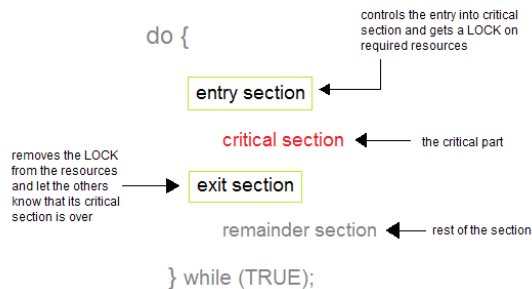 controls the entry into critical
section and gets a LOCK on
required resources
do {
entry section
critical section
the critical part
removes the LOCK
from the resources
and let the others
know that its critical
section is over
exit section
remainder section
rest of the section
} while (TRUE);